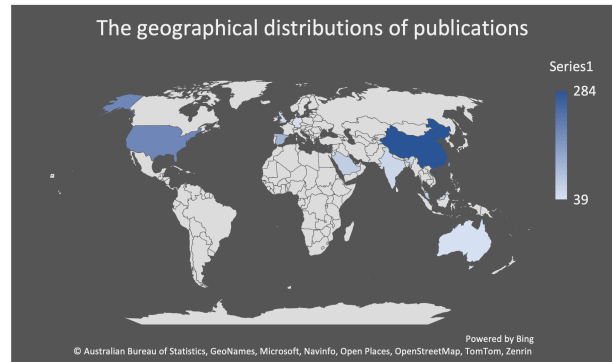 The geographical distributions of publications
Series1
284
39
Powered by Bing
© Australian Bureau of Statistics, GeoNames, Microsoft, Navinfo, Open Places, OpenStreetMap, TomTom, Zenrin